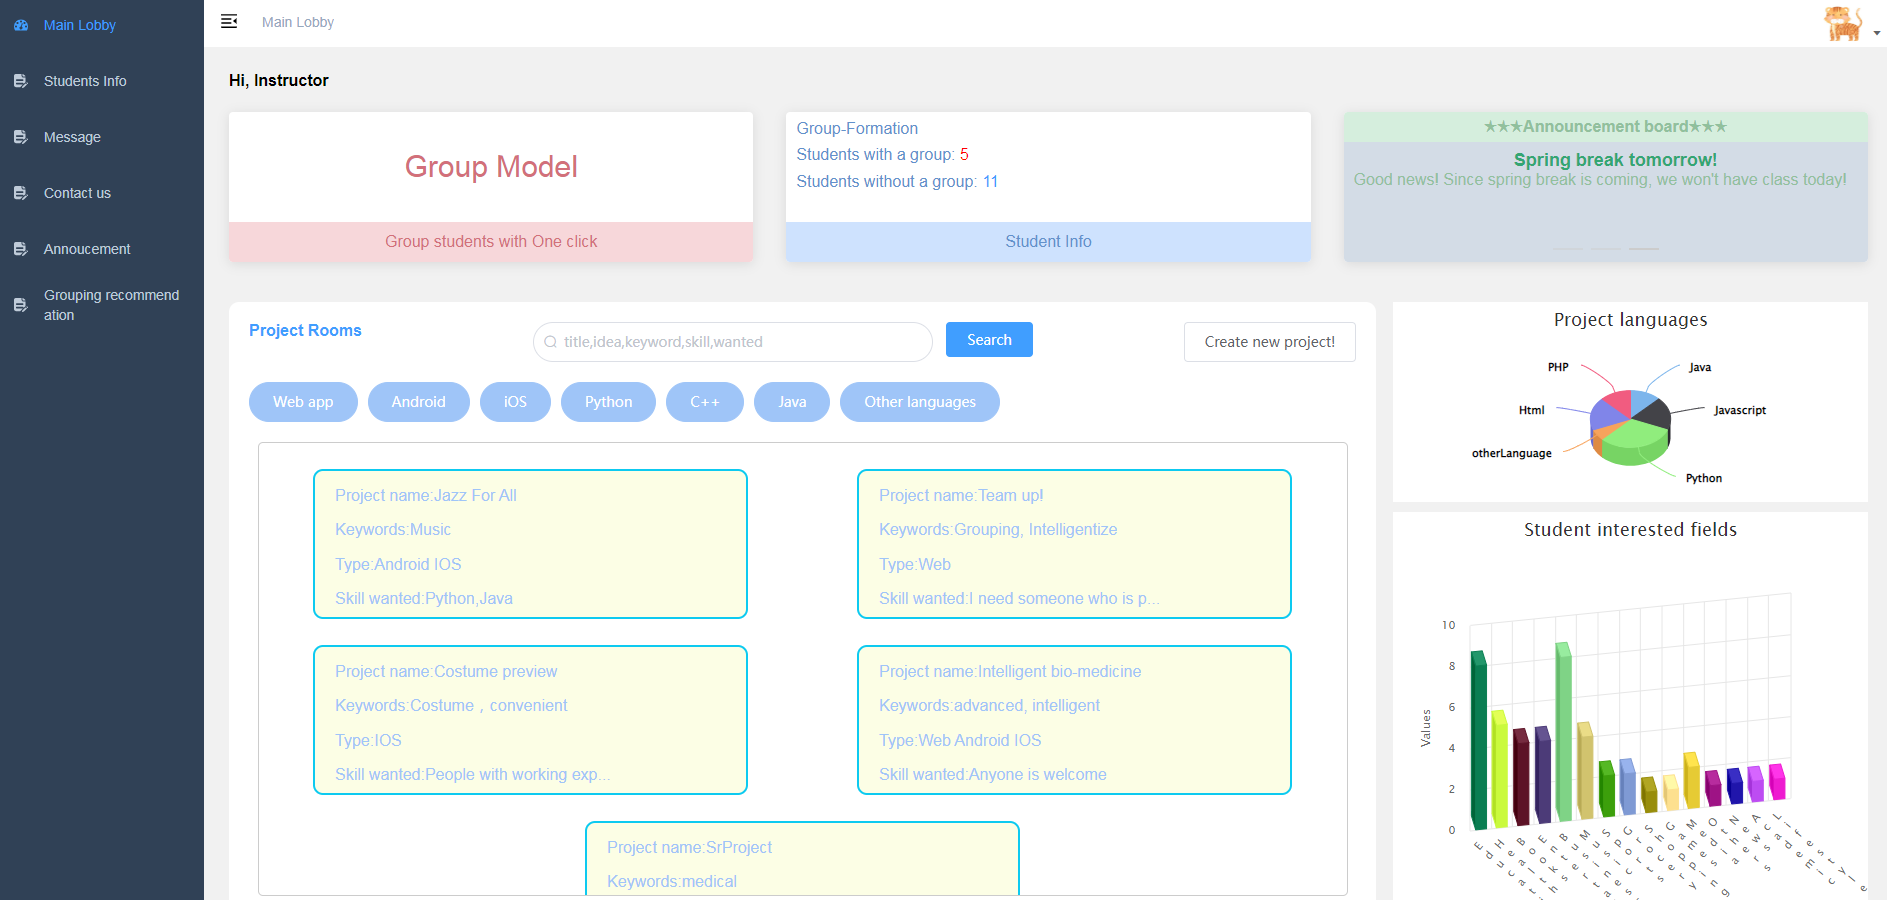 Main Lobby
Students Info
Message
Contact us
Annoucement
Grouping recommend
ation
Main Lobby
Hi, Instructor
Group Model
Group students with One click
Group-Formation
Students with a group: 5
Students without a group: 11
Student Info
★★★Announcement board★★★
Spring break tomorrow!
Good news! Since spring break is coming, we won't have class today!
Project Rooms
title,idea,keyword,skill,wanted
Search
Create new project!
Web app
Android
iOS
Python
C++
Java
Other languages
Project name:Jazz For All
Keywords:Music
Type:Android IOS
Skill wanted:Python,Java
Project name:Team up!
Keywords:Grouping, Intelligentize
Type:Web
Skill wanted:I need someone who is p...
Project name:Costume preview
Keywords:Costume，convenient
Type:IOS
Skill wanted:People with working exp...
Project name:Intelligent bio-medicine
Keywords:advanced, intelligent
Type:Web Android IOS
Skill wanted:Anyone is welcome
Project name:SrProject
Keywords:medical
Project languages
PHP
Java
Html
Javascript
otherLanguage
Python
Student interested fields
10
8
6
4
2
0
Values